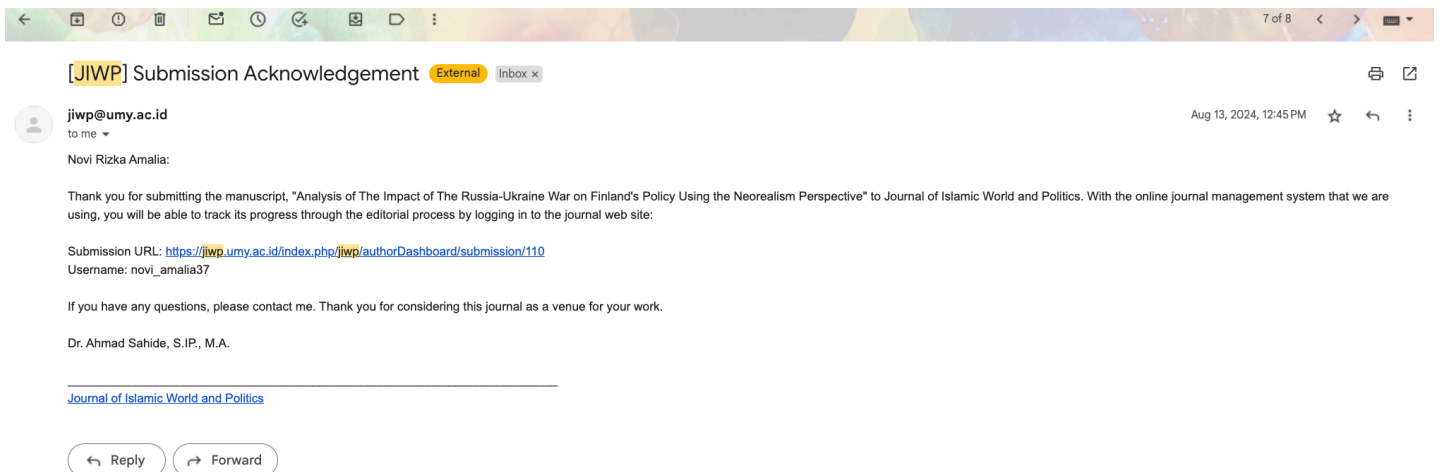 7 of 8
[JIWP] Submission Acknowledgement External Inbox ×
jiwp@umy.ac.id
Aug 13, 2024, 12:45 PM
to me
Novi Rizka Amalia:
Thank you for submitting the manuscript, "Analysis of The Impact of The Russia-Ukraine War on Finland's Policy Using the Neorealism Perspective" to Journal of Islamic World and Politics. With the online journal management system that we are
using, you will be able to track its progress through the editorial process by logging in to the journal web site:
Submission URL: https://jiwp.umy.ac.id/index.php/jiwp/authorDashboard/submission/110
Username: novi_amalia37
If you have any questions, please contact me. Thank you for considering this journal as a venue for your work.
Dr. Ahmad Sahide, S.IP., M.A.
Journal of Islamic World and Politics
Reply Forward